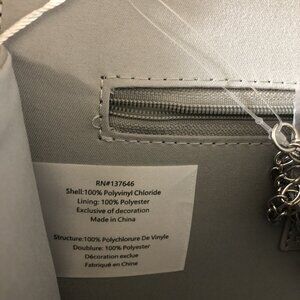 RN#137646
Shell:100% Polyvinyl Chloride
Lining: 100% Polyester
Exclusive of decoration
Made in China
Structure:100% Polychlorure De Vinyle
Doublure: 100% Polyester
Décoration exclue
Fabriqué en China